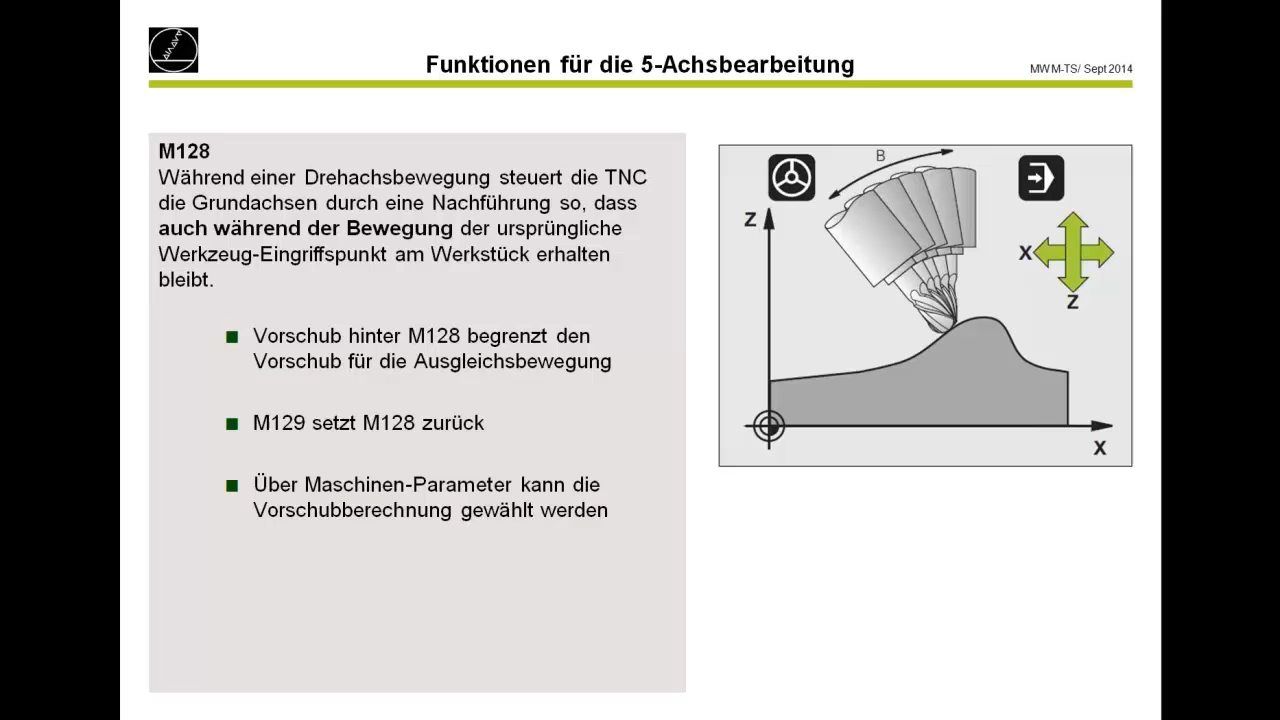 Funktionen für die 5-Achsbearbeitung
MWM-TS/ Sept 2014
M128
Während einer Drehachsbewegung steuert die TNC
die Grundachsen durch eine Nachführung so, dass
auch während der Bewegung der ursprüngliche
Werkzeug-Eingriffspunkt am Werkstück erhalten
bleibt.
Vorschub hinter M128 begrenzt den
Vorschub für die Ausgleichsbewegung
M129 setzt M128 zurück
Über Maschinen-Parameter kann die
Vorschubberechnung gewählt werden
B
Z
X
Z
X